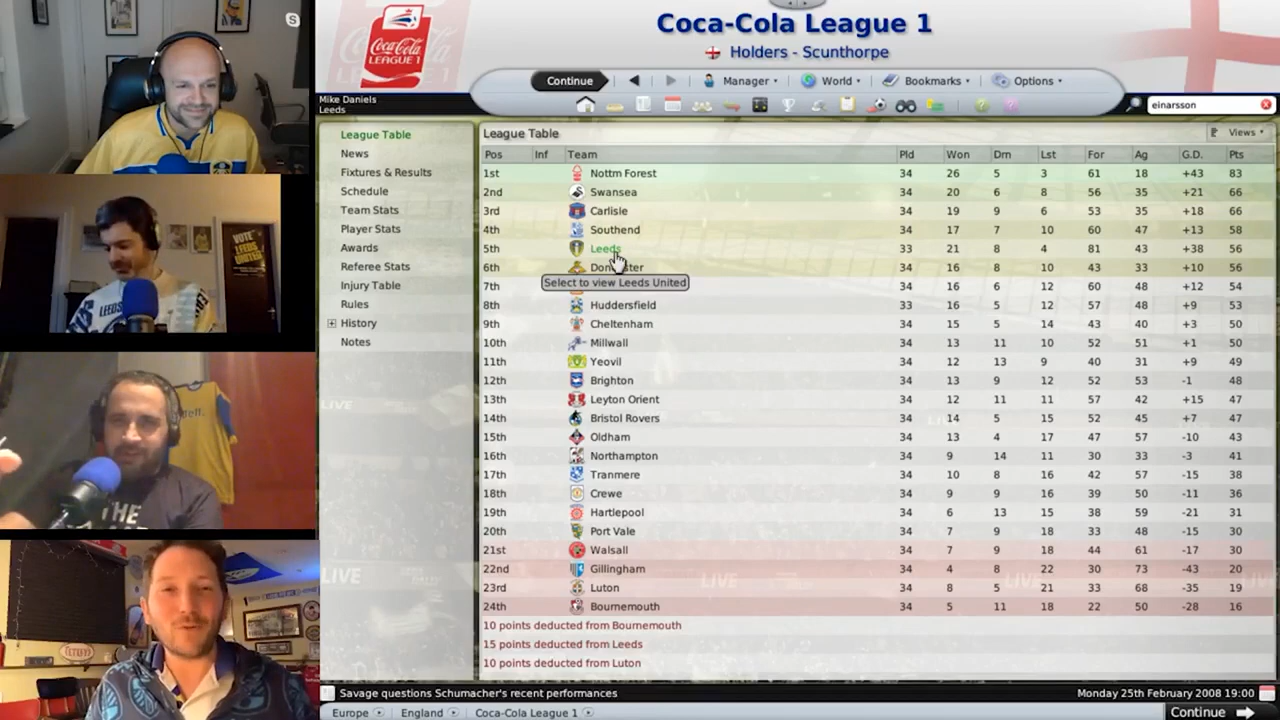 Coca-Cola League 1
Holders - Scunthorpe
Coca-Cola
LEAGUE 1
Continue
Manager
World
Bookmarks
Options
Mike Daniels
Leeds
einarsson
League Table
News
Fixtures & Results
Schedule
Team Stats
Player Stats
Awards
Referee Stats
Injury Table
Rules
History
Notes
League Table
Views
Pos Inf Team Pld Won Drn Lst For Ag G.D. Pts
1st Nottm Forest 34 26 5 3 61 18 +43 83
2nd Swansea 34 20 6 8 56 35 +21 66
3rd Carlisle 34 19 9 6 53 35 +18 66
4th Southend 34 17 7 10 60 47 +13 58
5th Leeds 33 21 8 4 81 43 +38 56
6th 34 16 8 10 43 33 +10 56
Select to view Leeds United
7th 34 16 6 12 60 48 +12 54
8th Huddersfield 33 16 5 12 57 48 +9 53
9th Cheltenham 34 15 5 14 43 40 +3 50
10th Millwall 34 13 11 10 52 51 +1 50
11th Yeovil 34 12 13 9 40 31 +9 49
12th Brighton 34 13 9 12 52 53 -1 48
13th Leyton Orient 34 12 11 11 57 42 +15 47
14th Bristol Rovers 34 14 5 15 52 45 +7 47
15th Oldham 34 13 4 17 47 57 -10 43
16th Northampton 34 9 14 11 30 33 -3 41
17th Tranmere 34 10 8 16 42 57 -15 38
18th Crewe 34 9 9 16 39 50 -11 36
19th Hartlepool 34 6 13 15 38 59 -21 31
20th Port Vale 34 7 9 18 33 48 -15 30
21st Walsall 34 7 9 18 44 61 -17 30
22nd Gillingham 34 4 8 22 30 73 -43 20
23rd Luton 34 8 5 21 33 68 -35 19
24th Bournemouth 34 5 11 18 22 50 -28 16
10 points deducted from Bournemouth
15 points deducted from Leeds
10 points deducted from Luton
Savage questions Schumacher's recent performances
Monday 25th February 2008 19:00
Europe
England
Coca-Cola League 1
Continue
VOTE
LEEDS
UNITED
LEEDS
THE
TETLEY
LIVE
LIVE
LIVE
LIVE